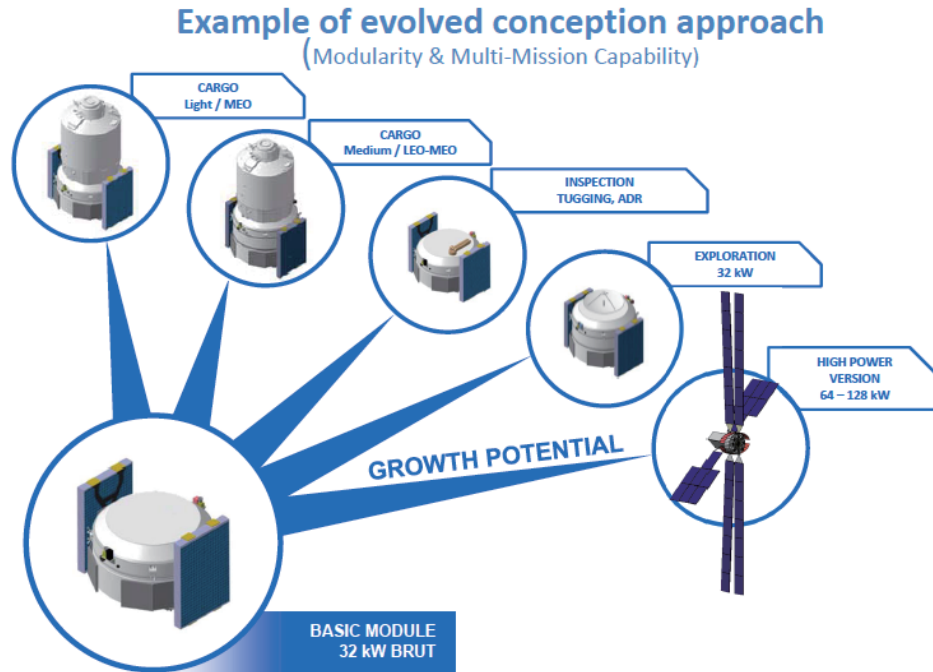 Example of evolved conception approach
(Modularity & Multi-Mission Capability)
CARGO
Light / MEO
CARGO
Medium / LEO-MEO
INSPECTION
TUGGING, ADR
EXPLORATION
32 kW
HIGH POWER
VERSION
64 – 128 kW
GROWTH POTENTIAL
BASIC MODULE
32 kW BRUT